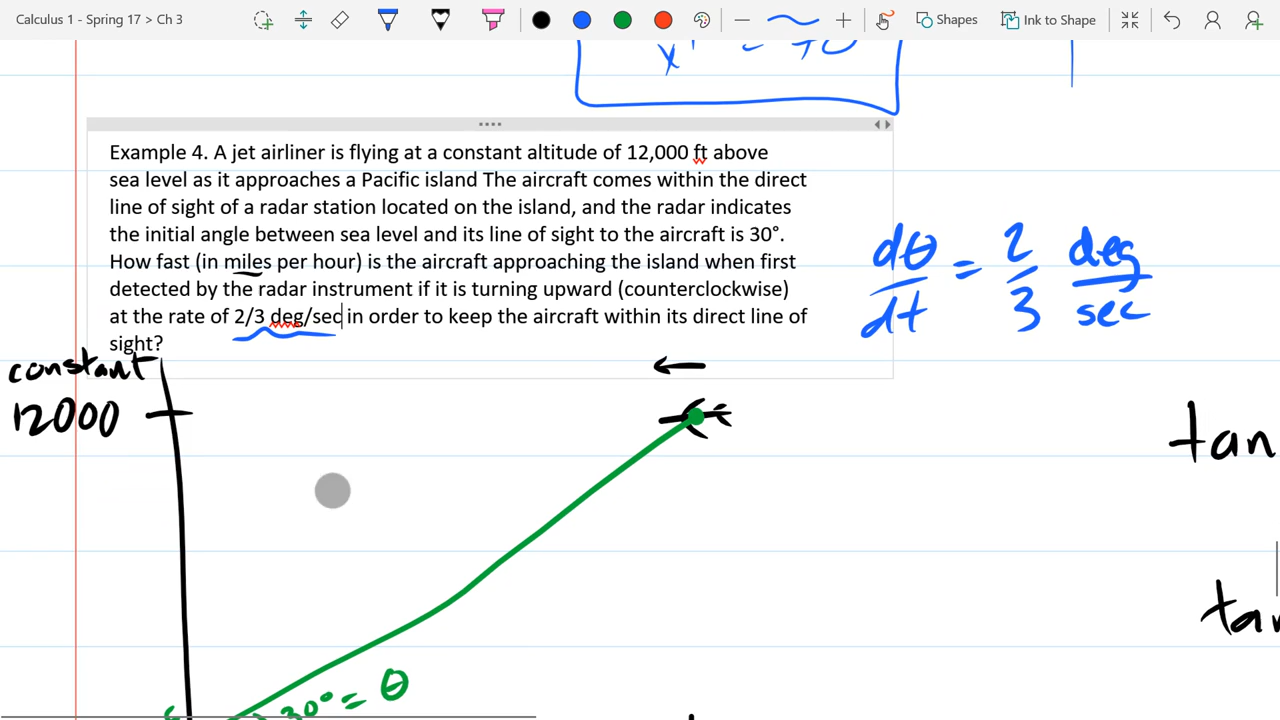 Calculus 1 - Spring 17 > Ch 3
Shapes
Ink to Shape
Example 4. A jet airliner is flying at a constant altitude of 12,000 ft above
sea level as it approaches a Pacific island The aircraft comes within the direct
line of sight of a radar station located on the island, and the radar indicates
the initial angle between sea level and its line of sight to the aircraft is 30°.
How fast (in miles per hour) is the aircraft approaching the island when first
detected by the radar instrument if it is turning upward (counterclockwise)
at the rate of 2/3 deg/sec in order to keep the aircraft within its direct line of
sight?
dθ/dt = 2/3 deg/sec
constant
12000
tan
30° = θ